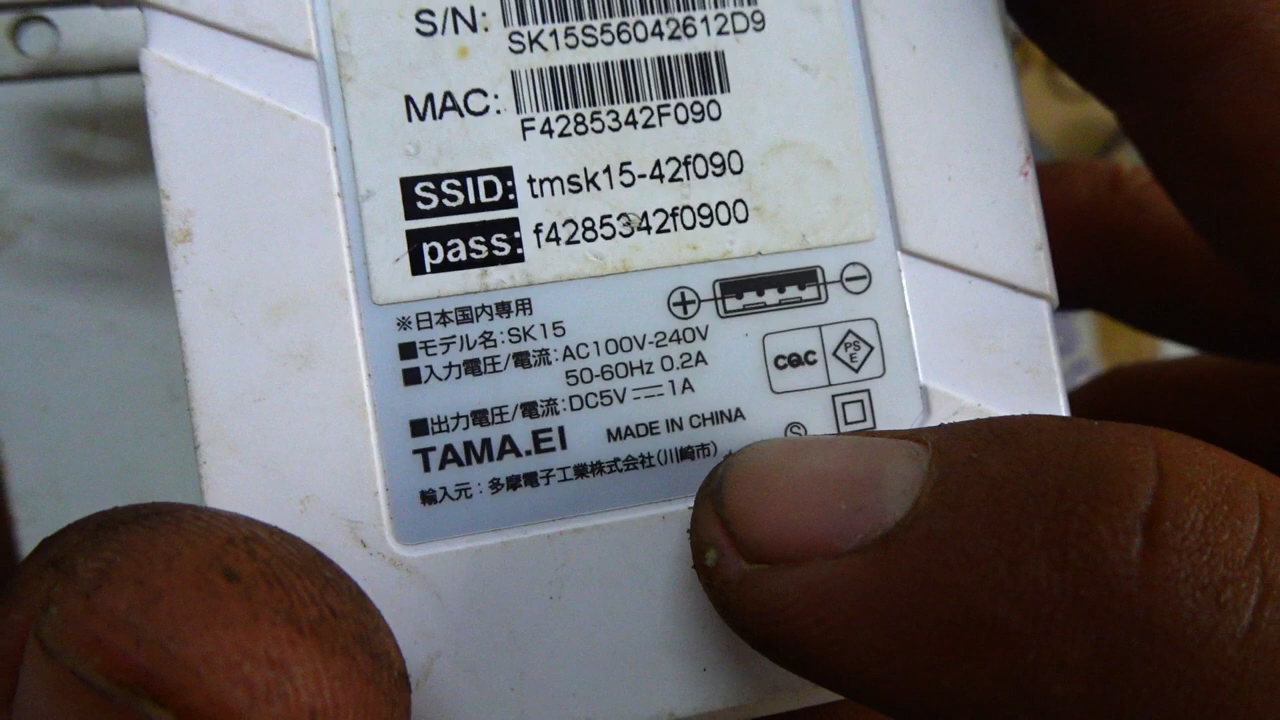 S/N:
SK15S56042612D9
MAC:
F4285342F090
SSID: tmsk15-42f090
pass: f4285342f0900
※日本国内専用
■モデル名:SK15
■入力電圧/電流:AC100V-240V
50-60Hz 0.2A
■出力電圧/電流:DC5V ⎓ 1A
CQC
PS
E
TAMA.EI MADE IN CHINA
S
輸入元:多摩電子工業株式会社(川崎市)